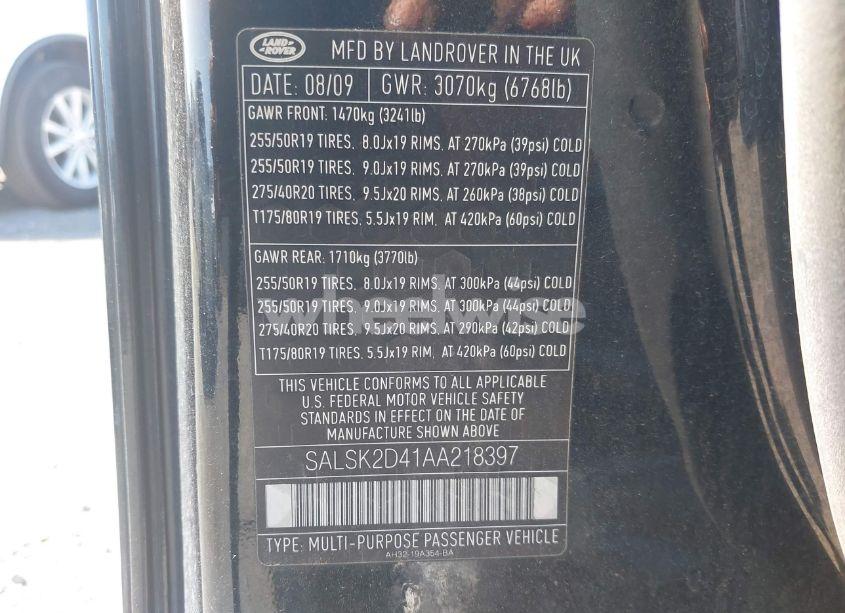 LAND ROVER
MFD BY LANDROVER IN THE UK
DATE: 08/09 GWR: 3070kg (6768lb)
GAWR FRONT: 1470kg (3241lb)
255/50R19 TIRES, 8.0Jx19 RIMS, AT 270kPa (39psi) COLD
255/50R19 TIRES, 9.0Jx19 RIMS, AT 270kPa (39psi) COLD
275/40R20 TIRES, 9.5Jx20 RIMS, AT 260kPa (38psi) COLD
T175/80R19 TIRES, 5.5Jx19 RIM, AT 420kPa (60psi) COLD
GAWR REAR: 1710kg (3770lb)
255/50R19 TIRES, 8.0Jx19 RIMS, AT 300kPa (44psi) COLD
255/50R19 TIRES, 9.0Jx19 RIMS, AT 300kPa (44psi) COLD
275/40R20 TIRES, 9.5Jx20 RIMS, AT 290kPa (42psi) COLD
T175/80R19 TIRES, 5.5Jx19 RIM, AT 420kPa (60psi) COLD
wheelwise
THIS VEHICLE CONFORMS TO ALL APPLICABLE
U.S. FEDERAL MOTOR VEHICLE SAFETY
STANDARDS IN EFFECT ON THE DATE OF
MANUFACTURE SHOWN ABOVE
SALSK2D41AA218397
TYPE: MULTI-PURPOSE PASSENGER VEHICLE
AH32-19A354-BA